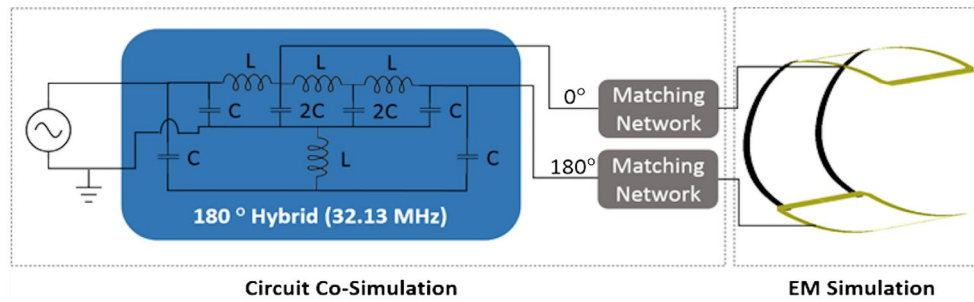 L
L
L
C
2C
2C
C
C
L
C
0°
Matching
Network
180°
Matching
Network
180 ° Hybrid (32.13 MHz)
Circuit Co-Simulation
EM Simulation